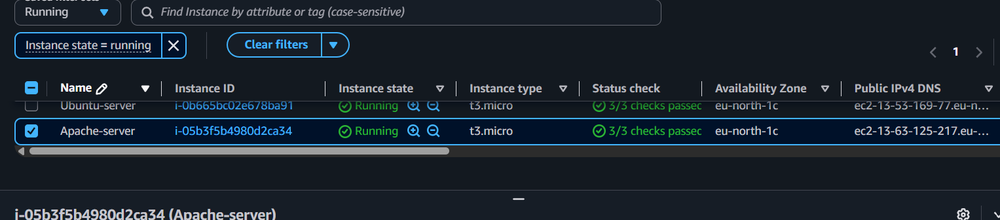 Running
Find Instance by attribute or tag (case-sensitive)
Instance state = running
Clear filters
1
Name Instance ID Instance state Instance type Status check Availability Zone Public IPv4 DNS
Ubuntu-server i-0b665bc02e678ba91 Running t3.micro 3/3 checks passec eu-north-1c ec2-13-53-169-77.eu-n...
Apache-server i-05b3f5b4980d2ca34 Running t3.micro 3/3 checks passec eu-north-1c ec2-13-63-125-217.eu-...
i-05b3f5b4980d2ca34 (Apache-server)